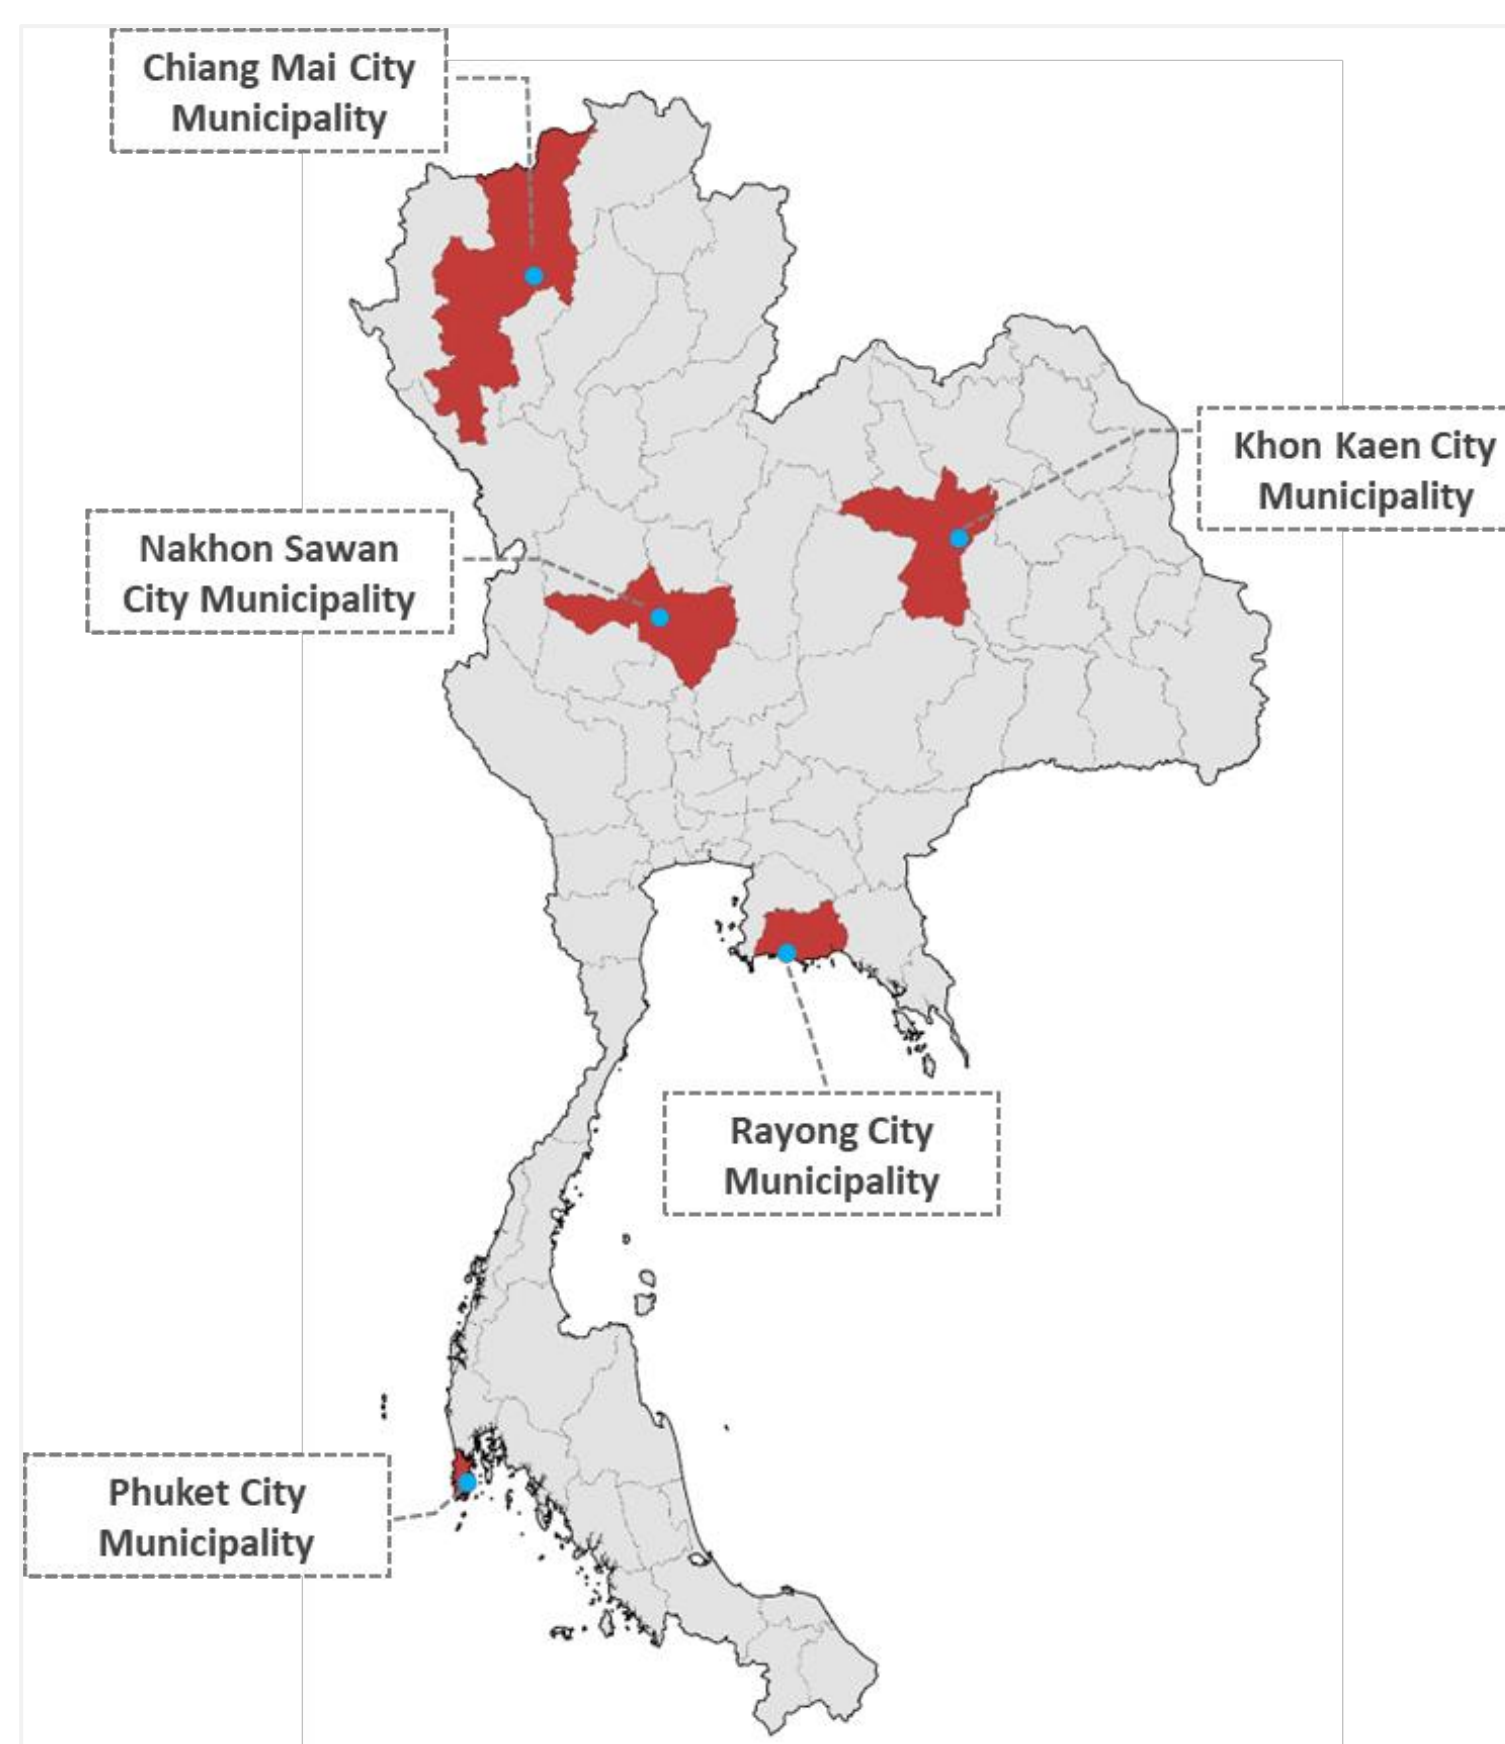 Chiang Mai City
Municipality
Khon Kaen City
Municipality
Nakhon Sawan
City Municipality
Rayong City
Municipality
Phuket City
Municipality